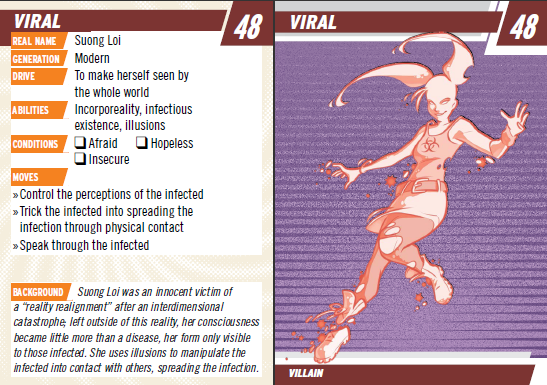 VIRAL
48
REAL NAME Suong Loi
GENERATION Modern
DRIVE To make herself seen by
the whole world
ABILITIES Incorporeality, infectious
existence, illusions
CONDITIONS Afraid Hopeless
Insecure
MOVES
»Control the perceptions of the infected
»Trick the infected into spreading the
infection through physical contact
»Speak through the infected
BACKGROUND Suong Loi was an innocent victim of
a “reality realignment” after an interdimensional
catastrophe; left outside of this reality, her consciousness
became little more than a disease, her form only visible
to those infected. She uses illusions to manipulate the
infected into contact with others, spreading the infection.
VIRAL
48
VILLAIN